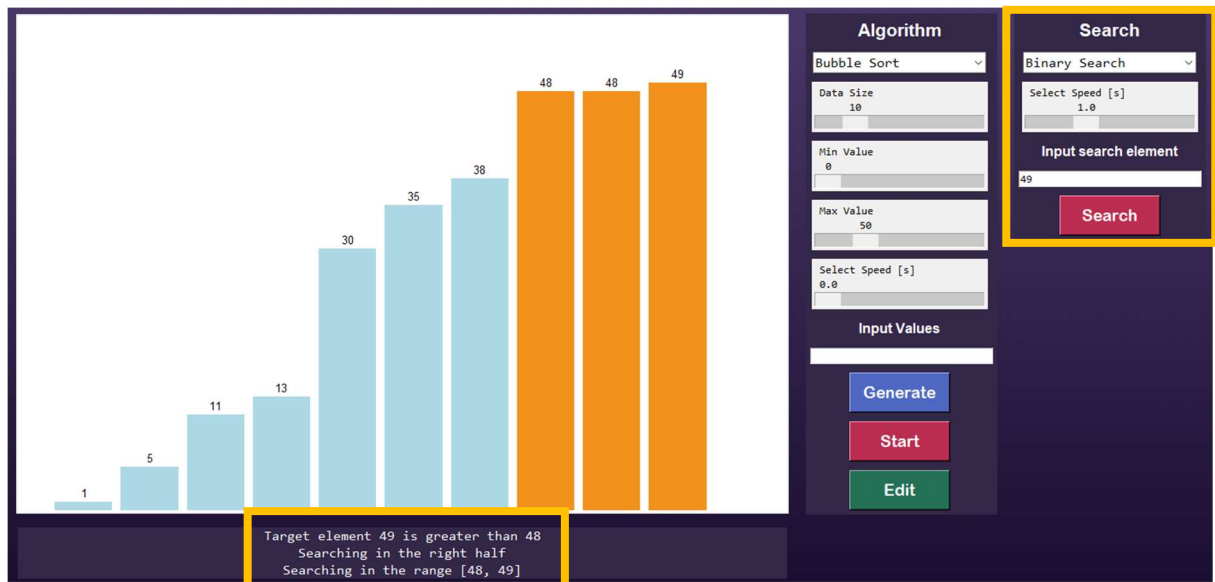 1
5
11
13
30
35
38
48
48
49
Target element 49 is greater than 48
Searching in the right half
Searching in the range [48, 49]
Algorithm
Bubble Sort
Data Size
10
Min Value
0
Max Value
50
Select Speed [s]
0.0
Input Values
Generate
Start
Edit
Search
Binary Search
Select Speed [s]
1.0
Input search element
49
Search